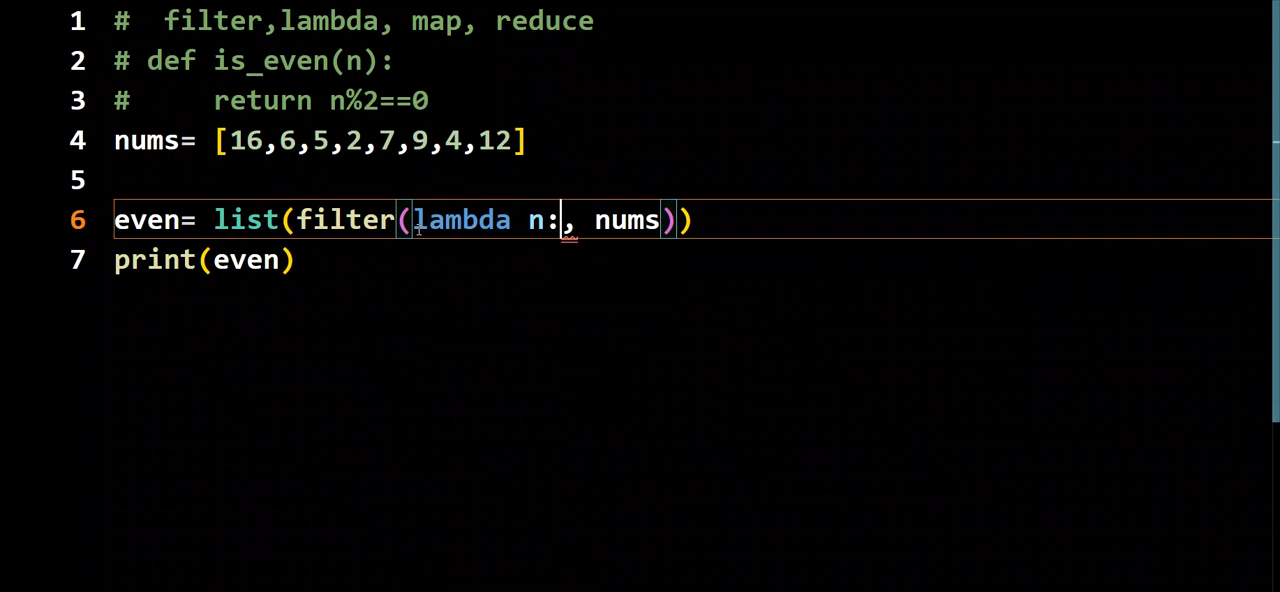 1 #  filter,lambda, map, reduce
2 # def is_even(n):
3 #     return n%2==0
4 nums= [16,6,5,2,7,9,4,12]
5
6 even= list(filter(lambda n:, nums))
7 print(even)